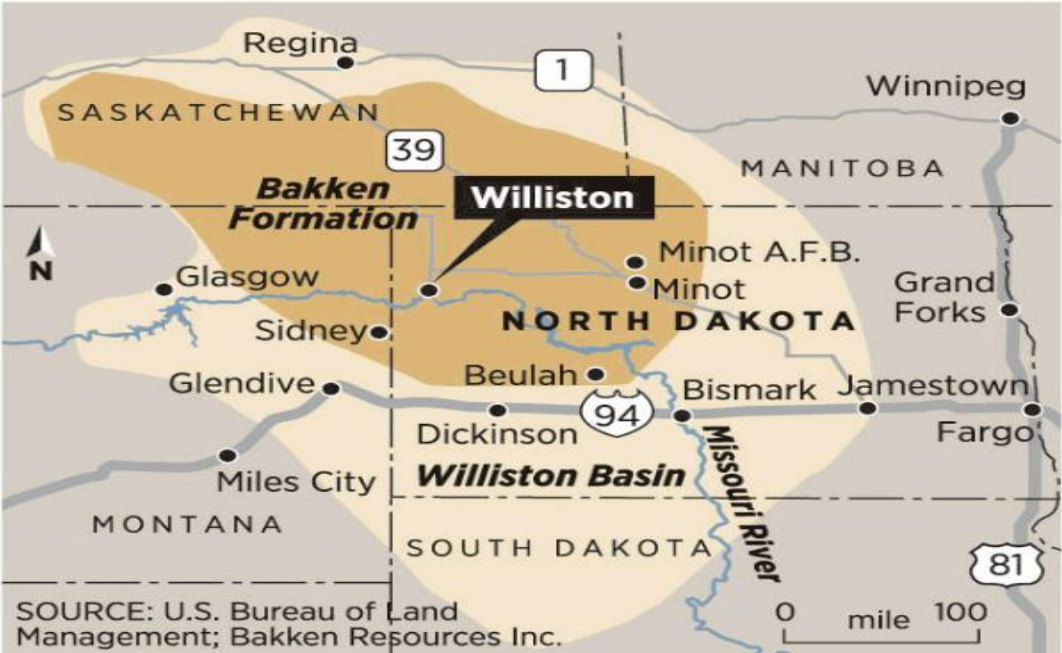 Regina
1
Winnipeg
SASKATCHEWAN
39
MANITOBA
Bakken
Formation
Williston
N
Minot A.F.B.
Glasgow
Minot
Grand
Forks
NORTH DAKOTA
Sidney
Beulah
Glendive
Bismark
Jamestown
94
Dickinson
Fargo
Missouri River
Miles City
Williston Basin
MONTANA
SOUTH DAKOTA
81
SOURCE: U.S. Bureau of Land
Management; Bakken Resources Inc.
0 mile 100